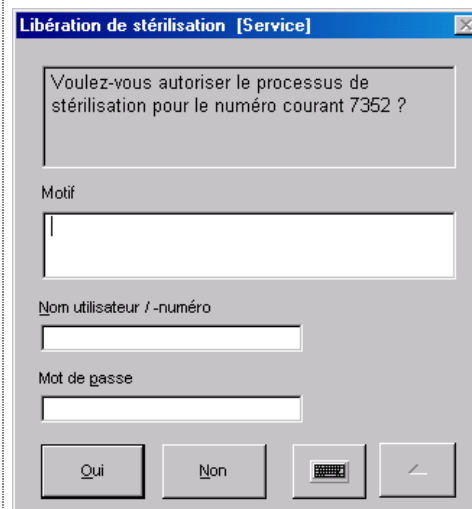 Libération de stérilisation [Service]
Voulez-vous autoriser le processus de
stérilisation pour le numéro courant 7352 ?
Motif
Nom utilisateur / -numéro
Mot de passe
Oui
Non